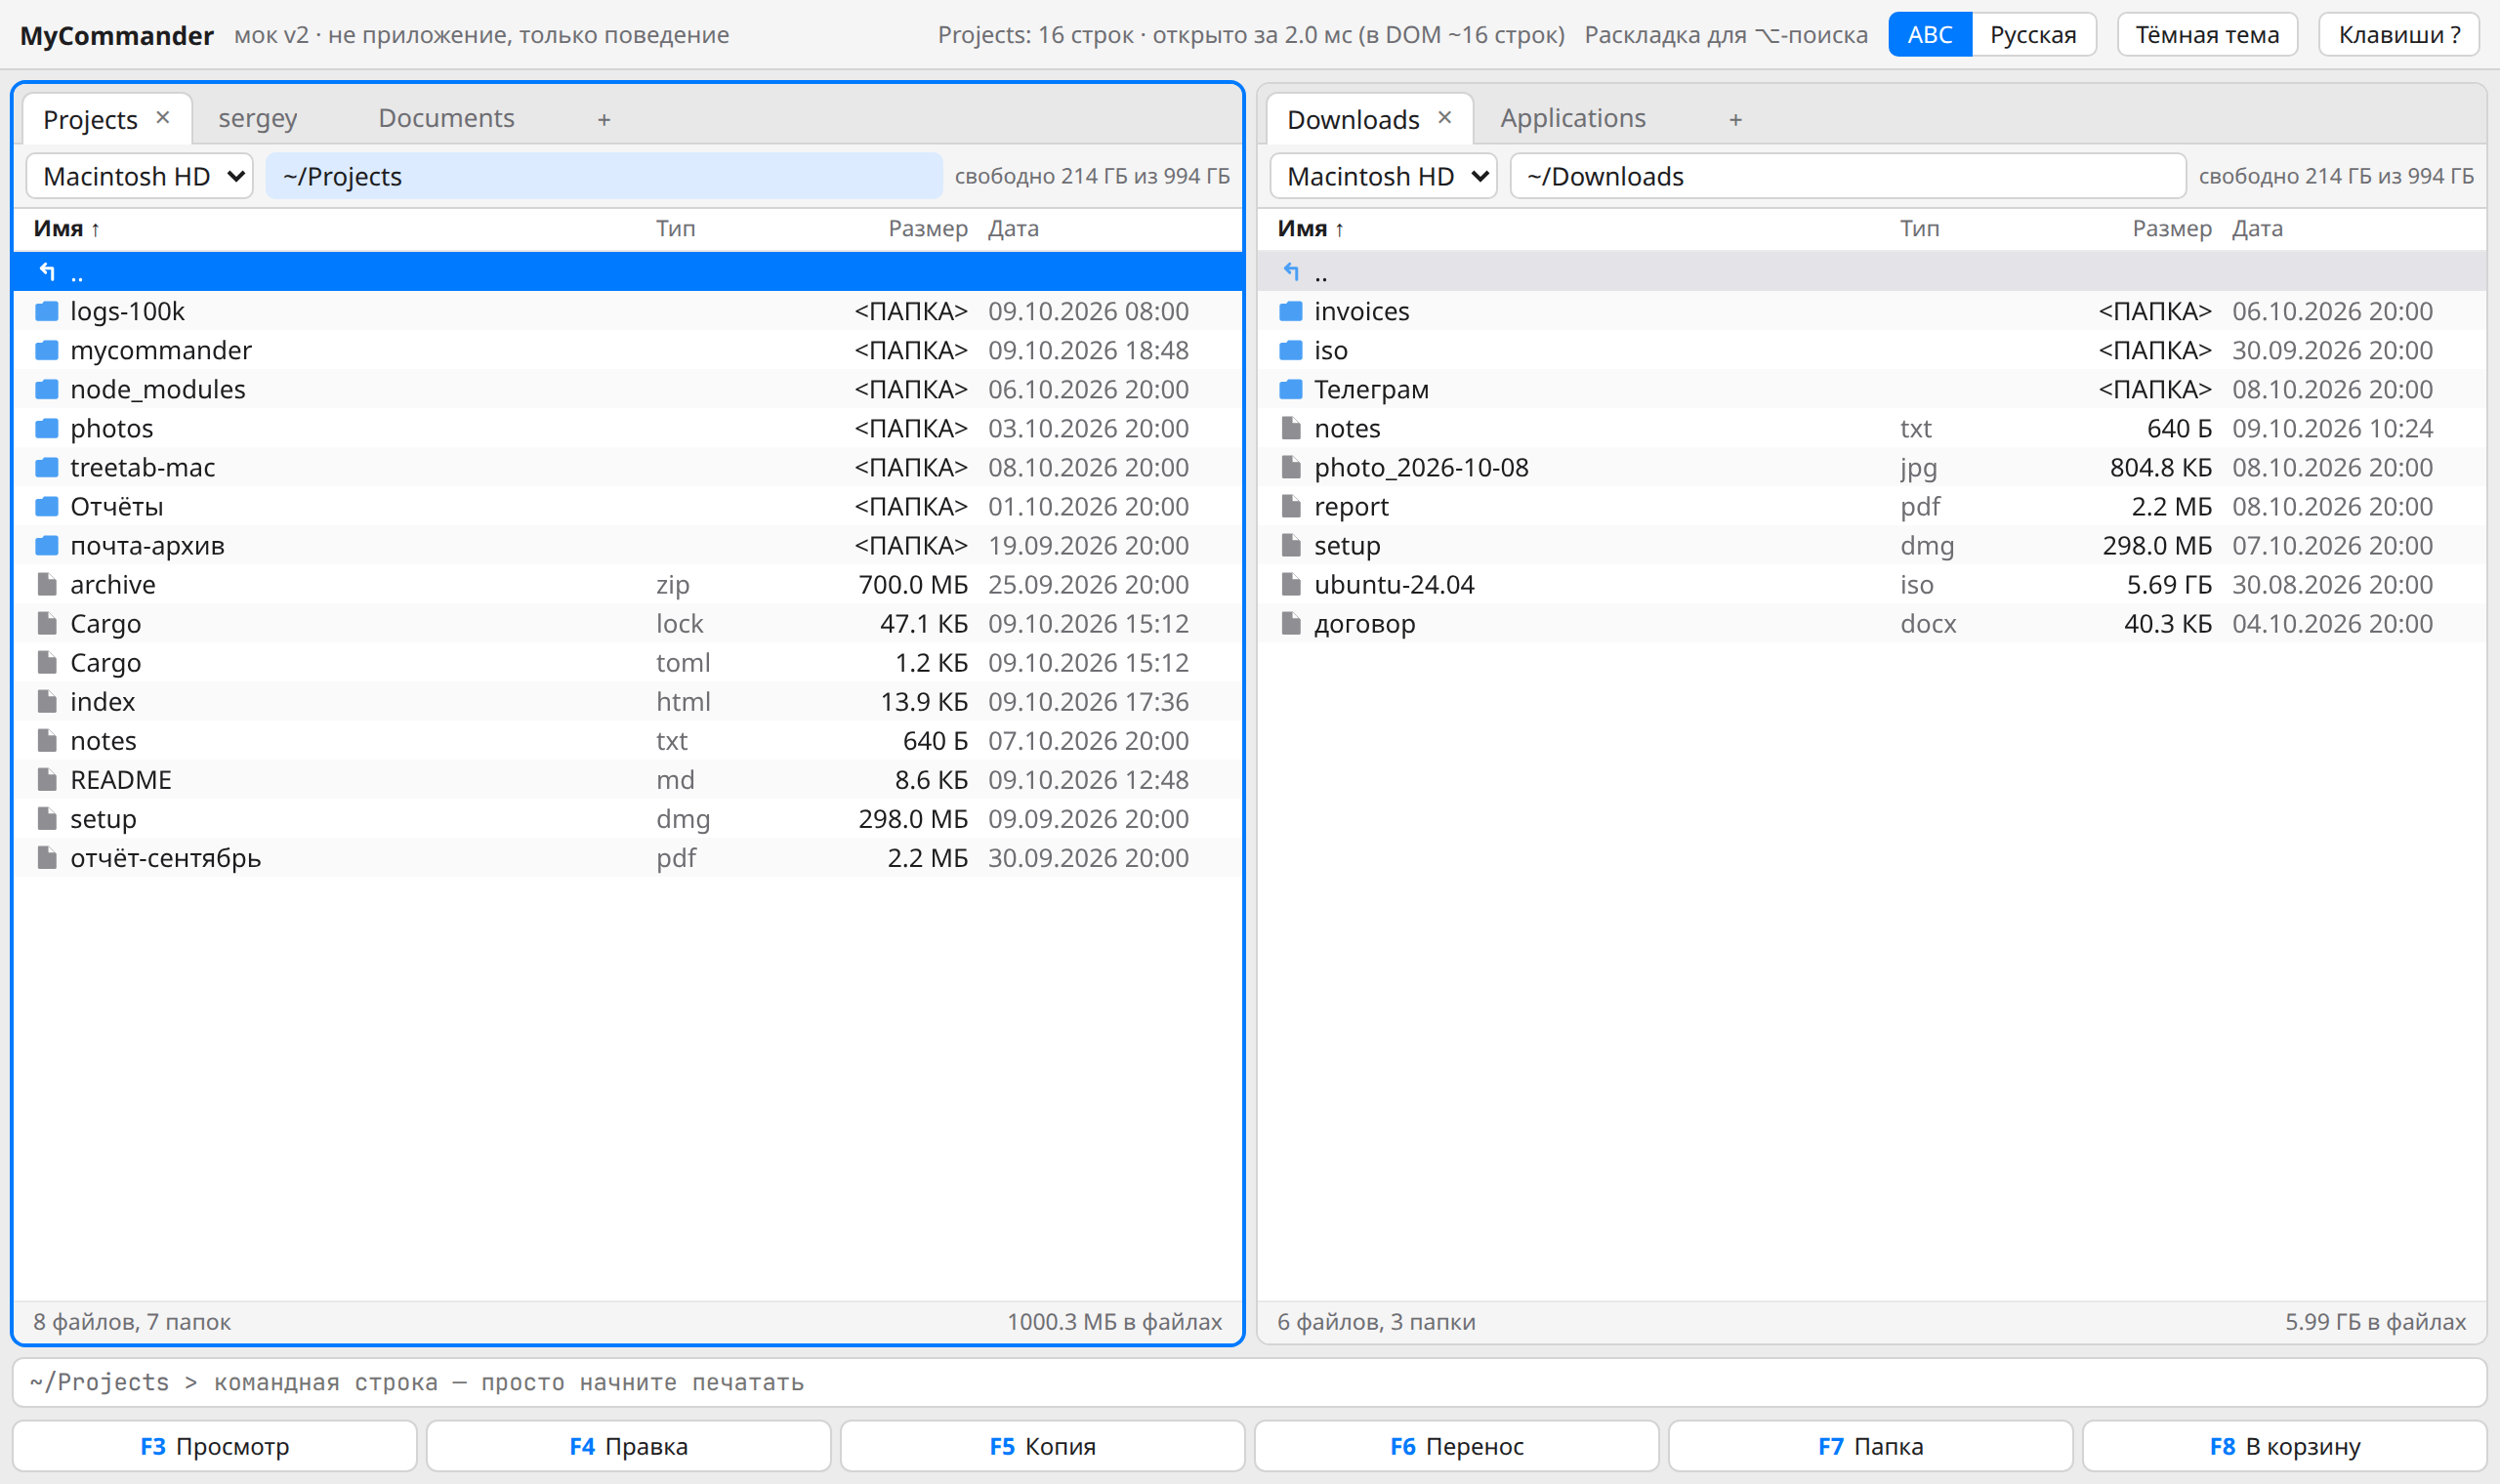 MyCommander мок v2 · не приложение, только поведение Projects: 16 строк · открыто за 2.0 мс (в DOM ~16 строк) Раскладка для ⌥-поиска ABC Русская Тёмная тема Клавиши ?
Projects × sergey Documents +
Macintosh HD ~/Projects свободно 214 ГБ из 994 ГБ
Имя ↑ Тип Размер Дата
..
logs-100k <ПАПКА> 09.10.2026 08:00
mycommander <ПАПКА> 09.10.2026 18:48
node_modules <ПАПКА> 06.10.2026 20:00
photos <ПАПКА> 03.10.2026 20:00
treetab-mac <ПАПКА> 08.10.2026 20:00
Отчёты <ПАПКА> 01.10.2026 20:00
почта-архив <ПАПКА> 19.09.2026 20:00
archive zip 700.0 МБ 25.09.2026 20:00
Cargo lock 47.1 КБ 09.10.2026 15:12
Cargo toml 1.2 КБ 09.10.2026 15:12
index html 13.9 КБ 09.10.2026 17:36
notes txt 640 Б 07.10.2026 20:00
README md 8.6 КБ 09.10.2026 12:48
setup dmg 298.0 МБ 09.09.2026 20:00
отчёт-сентябрь pdf 2.2 МБ 30.09.2026 20:00
8 файлов, 7 папок 1000.3 МБ в файлах
Downloads × Applications +
Macintosh HD ~/Downloads свободно 214 ГБ из 994 ГБ
Имя ↑ Тип Размер Дата
..
invoices <ПАПКА> 06.10.2026 20:00
iso <ПАПКА> 30.09.2026 20:00
Телеграм <ПАПКА> 08.10.2026 20:00
notes txt 640 Б 09.10.2026 10:24
photo_2026-10-08 jpg 804.8 КБ 08.10.2026 20:00
report pdf 2.2 МБ 08.10.2026 20:00
setup dmg 298.0 МБ 07.10.2026 20:00
ubuntu-24.04 iso 5.69 ГБ 30.08.2026 20:00
договор docx 40.3 КБ 04.10.2026 20:00
6 файлов, 3 папки 5.99 ГБ в файлах
~/Projects > командная строка — просто начните печатать
F3 Просмотр F4 Правка F5 Копия F6 Перенос F7 Папка F8 В корзину